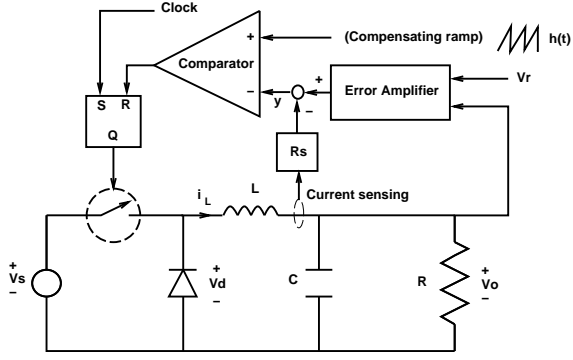 Clock
+
(Compensating ramp)
h(t)
Comparator
Vr
S R
−
y
+
−
Error Amplifier
Q
Rs
i L
L
Current sensing
+
Vs
−
+
Vd
−
C
R
+
Vo
−